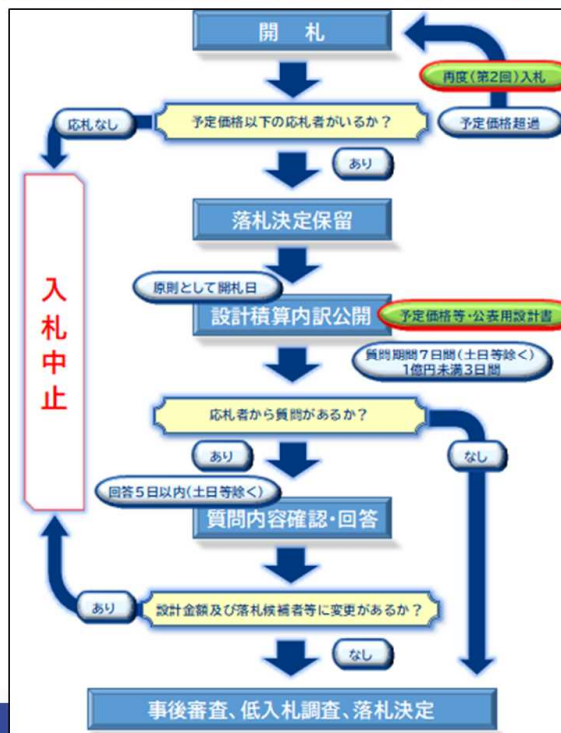 開 札
再度(第2回)入札
応札なし
予定価格以下の応札者がいるか？
予定価格超過
あり
落札決定保留
原則として開札日
設計積算内訳公開
予定価格等・公表用設計書
質問期間7日間(土日等除く)
1億円未満3日間
入札中止
応札者から質問があるか？
あり
なし
回答5日以内(土日等除く)
質問内容確認・回答
あり
設計金額及び落札候補者等に変更があるか？
なし
事後審査、低入札調査、落札決定